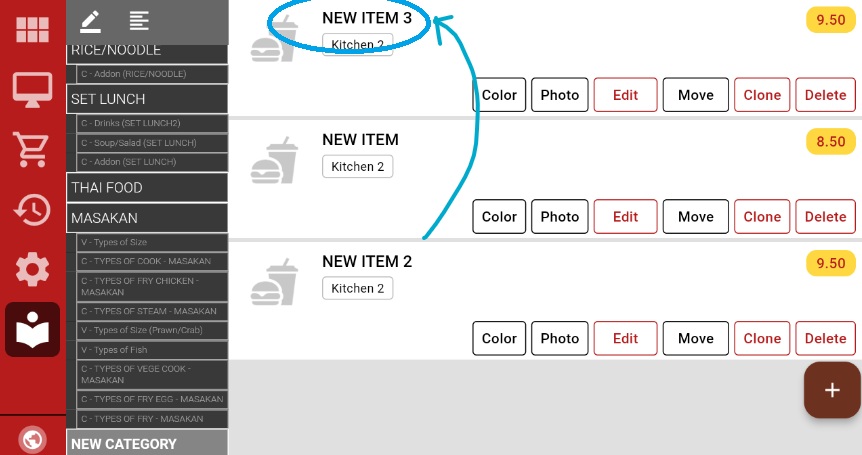 RICE/NOODLE
C - Addon (RICE/NOODLE)
SET LUNCH
C - Drinks (SET LUNCH2)
C - Soup/Salad (SET LUNCH)
C - Addon (SET LUNCH)
THAI FOOD
MASAKAN
V - Types of Size
C - TYPES OF COOK - MASAKAN
C - TYPES OF FRY CHICKEN -
MASAKAN
C - TYPES OF STEAM - MASAKAN
V - Types of Size (Prawn/Crab)
V - Types of Fish
C - TYPES OF VEGE COOK -
MASAKAN
C - TYPES OF FRY EGG - MASAKAN
C - TYPES OF FRY - MASAKAN
NEW CATEGORY
NEW ITEM 3
9.50
Kitchen 2
Color Photo Edit Move Clone Delete
NEW ITEM
8.50
Kitchen 2
Color Photo Edit Move Clone Delete
NEW ITEM 2
9.50
Kitchen 2
Color Photo Edit Move Clone Delete
+